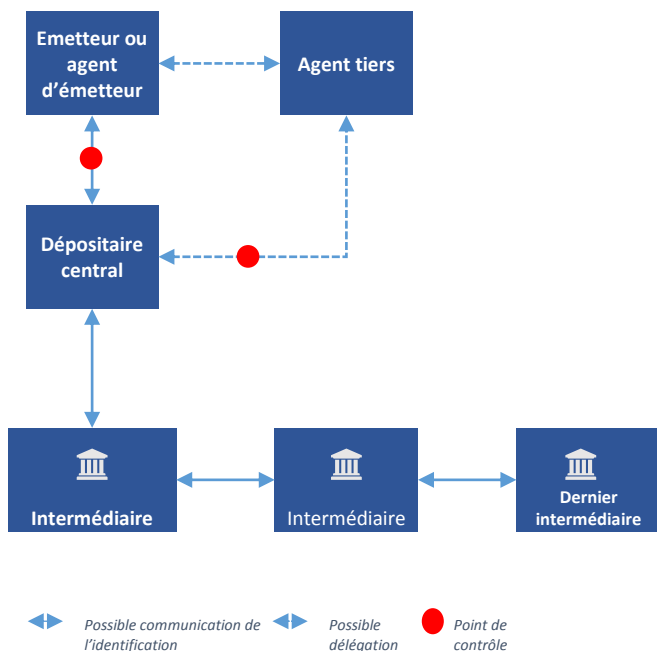 Emetteur ou
agent
d'émetteur
Agent tiers
Dépositaire
central
Intermédiaire
Intermédiaire
Dernier
intermédiaire
Possible communication de
l'identification
Possible
délégation
Point de
contrôle